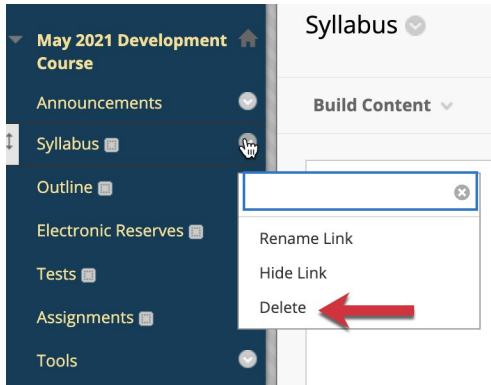 May 2021 Development
Course
Announcements
Syllabus
Outline
Electronic Reserves
Tests
Assignments
Tools
Syllabus
Build Content
Rename Link
Hide Link
Delete